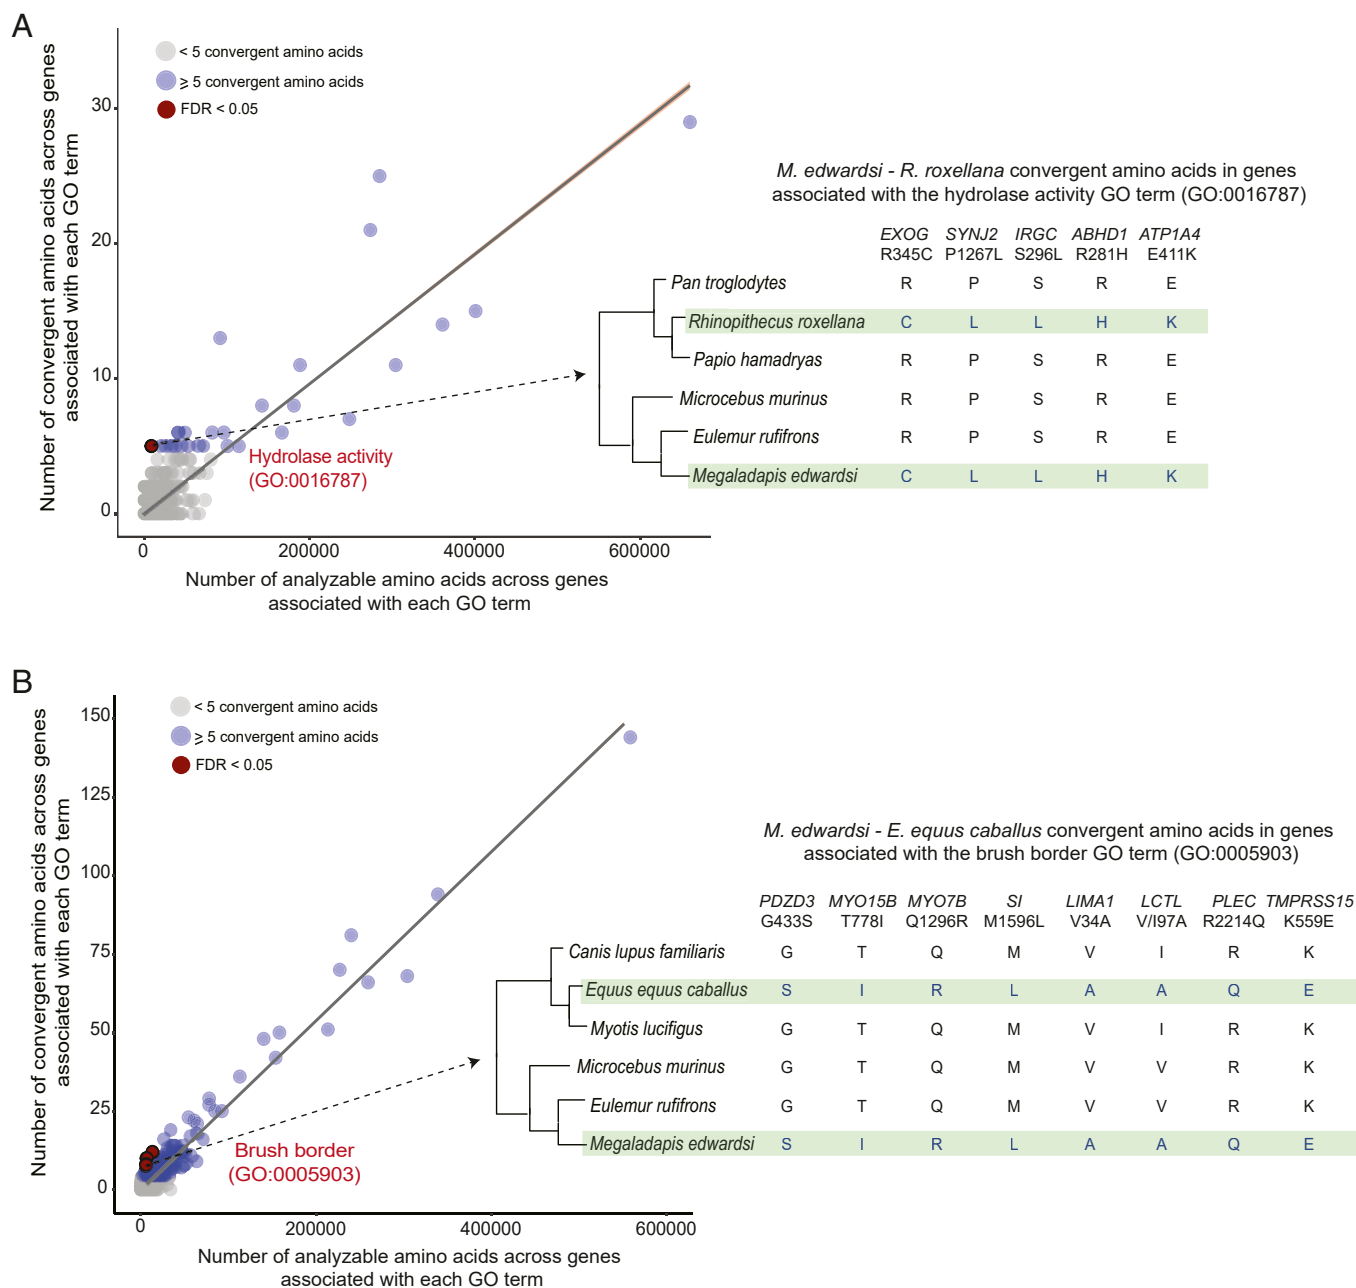 A
Number of convergent amino acids across genes
associated with each GO term
< 5 convergent amino acids
≥ 5 convergent amino acids
FDR < 0.05
30
20
10
0
0
200000
400000
600000
Number of analyzable amino acids across genes
associated with each GO term
Hydrolase activity
(GO:0016787)
M. edwardsi - R. roxellana convergent amino acids in genes
associated with the hydrolase activity GO term (GO:0016787)
EXOG SYNJ2 IRGC ABHD1 ATP1A4
R345C P1267L S296L R281H E411K
Pan troglodytes R P S R E
Rhinopithecus roxellana C L L H K
Papio hamadryas R P S R E
Microcebus murinus R P S R E
Eulemur rufifrons R P S R E
Megaladapis edwardsi C L L H K
B
Number of convergent amino acids across genes
associated with each GO term
< 5 convergent amino acids
≥ 5 convergent amino acids
FDR < 0.05
150
125
100
75
50
25
0
0
200000
400000
600000
Number of analyzable amino acids across genes
associated with each GO term
Brush border
(GO:0005903)
M. edwardsi - E. equus caballus convergent amino acids in genes
associated with the brush border GO term (GO:0005903)
PDZD3 MYO15B MYO7B SI LIMA1 LCTL PLEC TMPRSS15
G433S T778I Q1296R M1596L V34A V/I97A R2214Q K559E
Canis lupus familiaris G T Q M V I R K
Equus equus caballus S I R L A A Q E
Myotis lucifigus G T Q M V I R K
Microcebus murinus G T Q M V V R K
Eulemur rufifrons G T Q M V V R K
Megaladapis edwardsi S I R L A A Q E